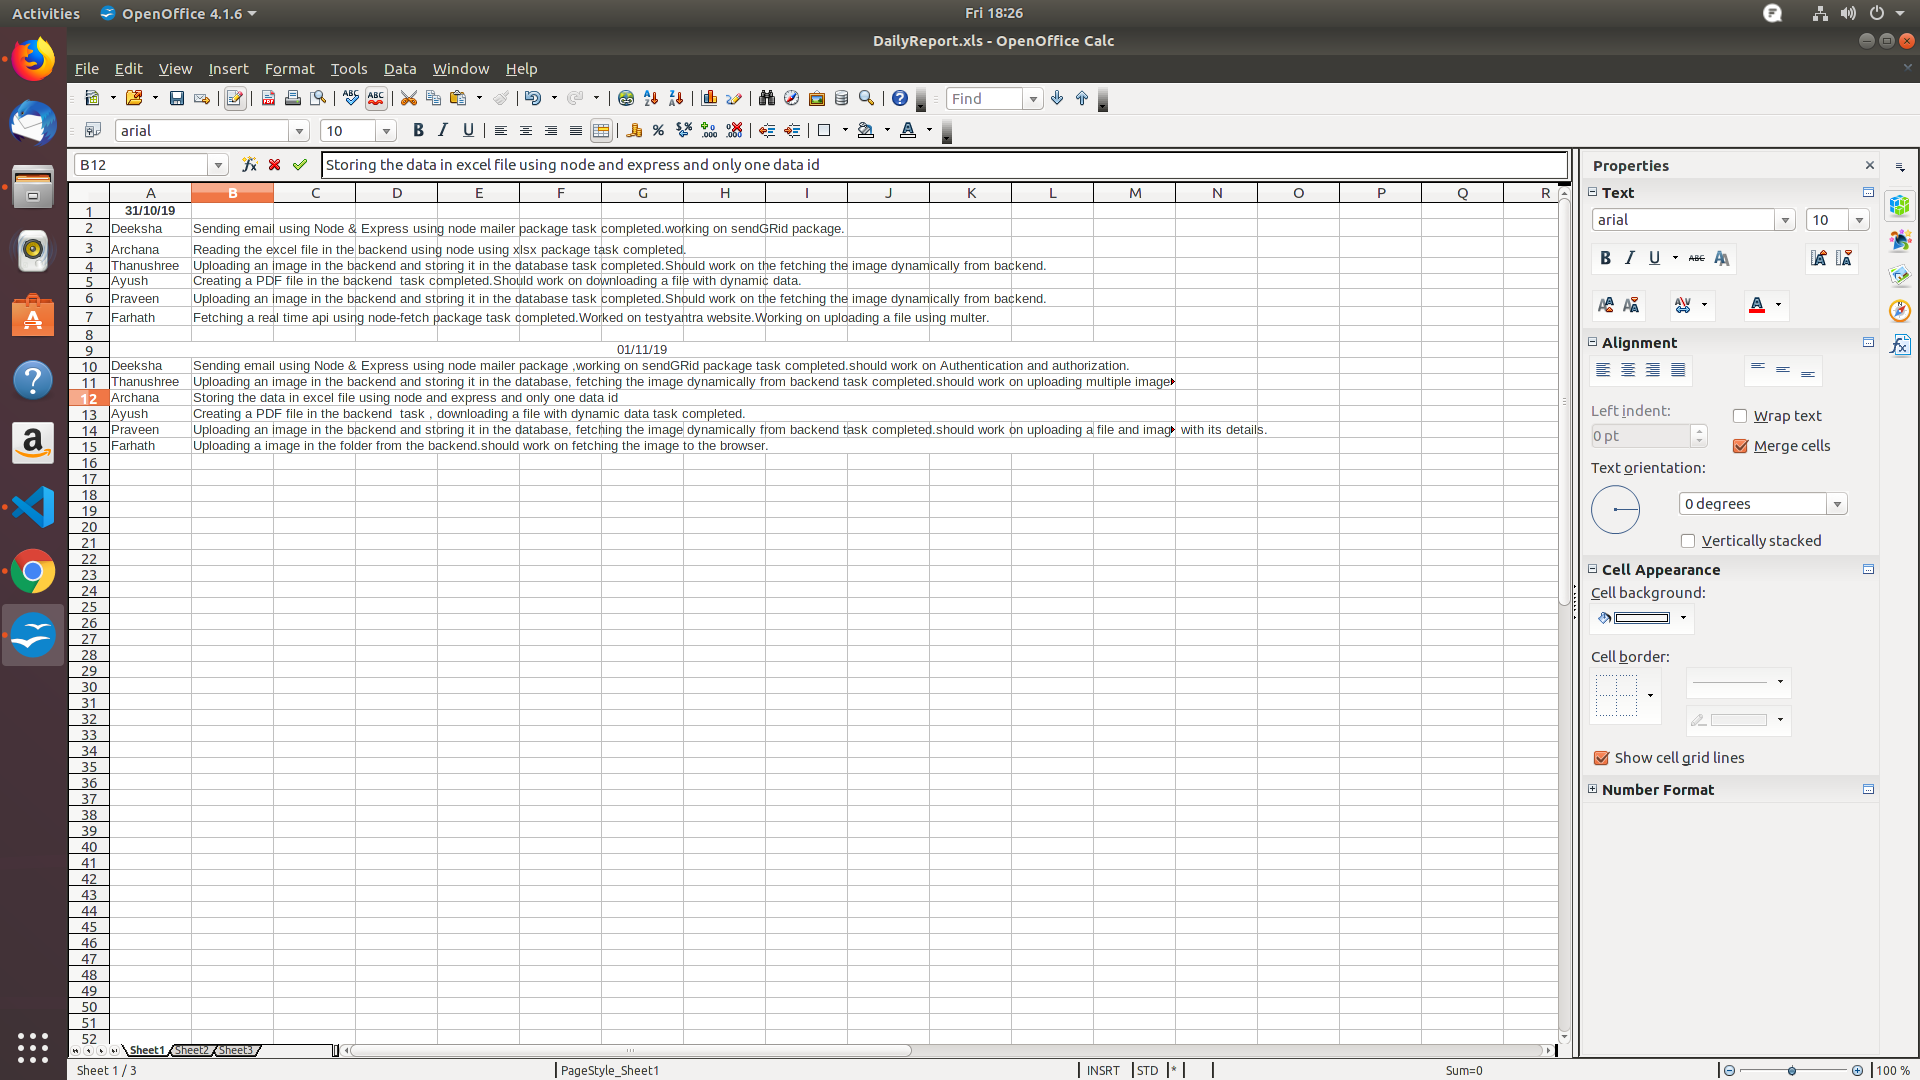 Activities OpenOffice 4.1.6 Fri 18:26
DailyReport.xls - OpenOffice Calc
File Edit View Insert Format Tools Data Window Help
Find
arial 10
B12 Storing the data in excel file using node and express and only one data id
A B C D E F G H I J K L M N O P Q R
1 31/10/19
2 Deeksha Sending email using Node & Express using node mailer package task completed.working on sendGRid package.
3 Archana Reading the excel file in the backend using node using xlsx package task completed.
4 Thanushree Uploading an image in the backend and storing it in the database task completed.Should work on the fetching the image dynamically from backend.
5 Ayush Creating a PDF file in the backend  task completed.Should work on downloading a file with dynamic data.
6 Praveen Uploading an image in the backend and storing it in the database task completed.Should work on the fetching the image dynamically from backend.
7 Farhath Fetching a real time api using node-fetch package task completed.Worked on testyantra website.Working on uploading a file using multer.
8
9 01/11/19
10 Deeksha Sending email using Node & Express using node mailer package ,working on sendGRid package task completed.should work on Authentication and authorization.
11 Thanushree Uploading an image in the backend and storing it in the database, fetching the image dynamically from backend task completed.should work on uploading multiple image
12 Archana Storing the data in excel file using node and express and only one data id
13 Ayush Creating a PDF file in the backend  task , downloading a file with dynamic data task completed.
14 Praveen Uploading an image in the backend and storing it in the database, fetching the image dynamically from backend task completed.should work on uploading a file and imag with its details.
15 Farhath Uploading a image in the folder from the backend.should work on fetching the image to the browser.
16
17
18
19
20
21
22
23
24
25
26
27
28
29
30
31
32
33
34
35
36
37
38
39
40
41
42
43
44
45
46
47
48
49
50
51
52
Sheet1 Sheet2 Sheet3
Sheet 1 / 3 PageStyle_Sheet1 INSRT STD * Sum=0 100 %
Properties
Text
arial 10
Alignment
Left indent: Wrap text
0 pt Merge cells
Text orientation:
0 degrees
Vertically stacked
Cell Appearance
Cell background:
Cell border:
Show cell grid lines
Number Format